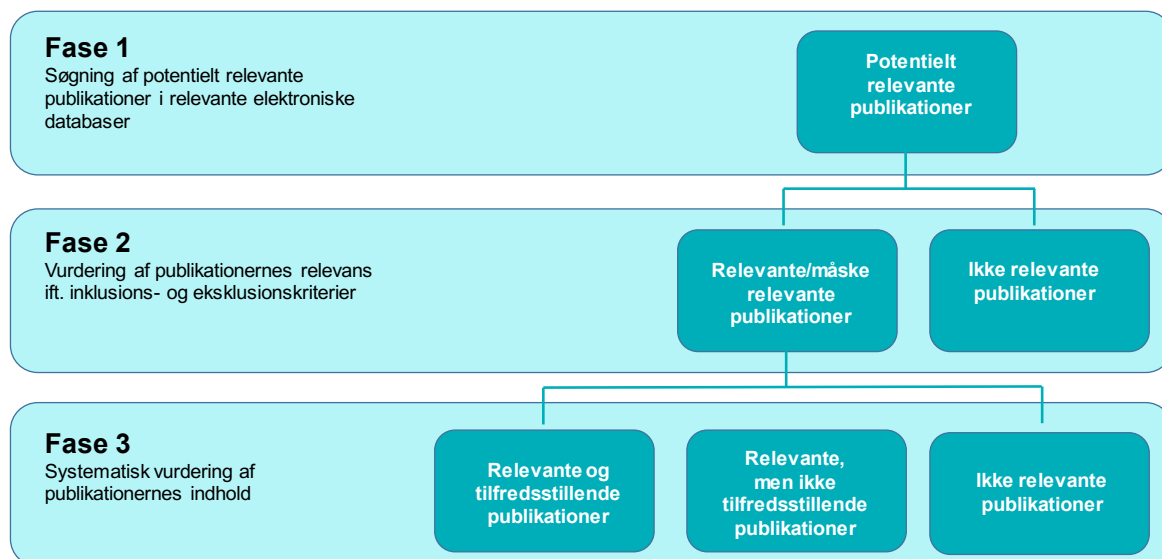 Fase 1
Søgning af potentielt relevante
publikationer i relevante elektroniske
databaser
Potentielt
relevante
publikationer
Fase 2
Vurdering af publikationernes relevans
ift. inklusions- og eksklusionskriterier
Relevante/måske
relevante
publikationer
Ikke relevante
publikationer
Fase 3
Systematisk vurdering af
publikationernes indhold
Relevante og
tilfredsstillende
publikationer
Relevante,
men ikke
tilfredsstillende
publikationer
Ikke relevante
publikationer